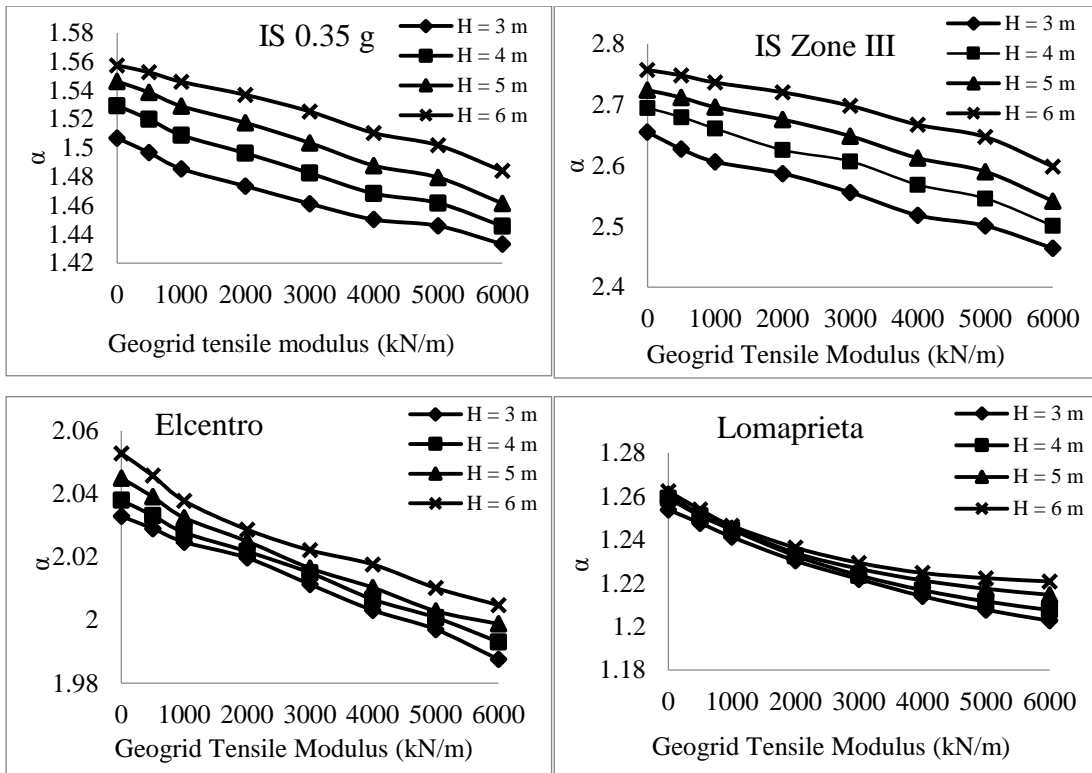 IS 0.35 g
H = 3 m
H = 4 m
H = 5 m
H = 6 m
1.58
1.56
1.54
1.52
1.5
1.48
1.46
1.44
1.42
α
0 1000 2000 3000 4000 5000 6000
Geogrid tensile modulus (kN/m)
IS Zone III
H = 3 m
H = 4 m
H = 5 m
H = 6 m
2.8
2.7
2.6
2.5
2.4
α
0 1000 2000 3000 4000 5000 6000
Geogrid Tensile Modulus (kN/m)
Elcentro
H = 3 m
H = 4 m
H = 5 m
H = 6 m
2.06
2.04
2.02
2
1.98
α
0 1000 2000 3000 4000 5000 6000
Geogrid Tensile Modulus (kN/m)
Lomaprieta
H = 3 m
H = 4 m
H = 5 m
H = 6 m
1.28
1.26
1.24
1.22
1.2
1.18
α
0 1000 2000 3000 4000 5000 6000
Geogrid Tensile Modulus (kN/m)